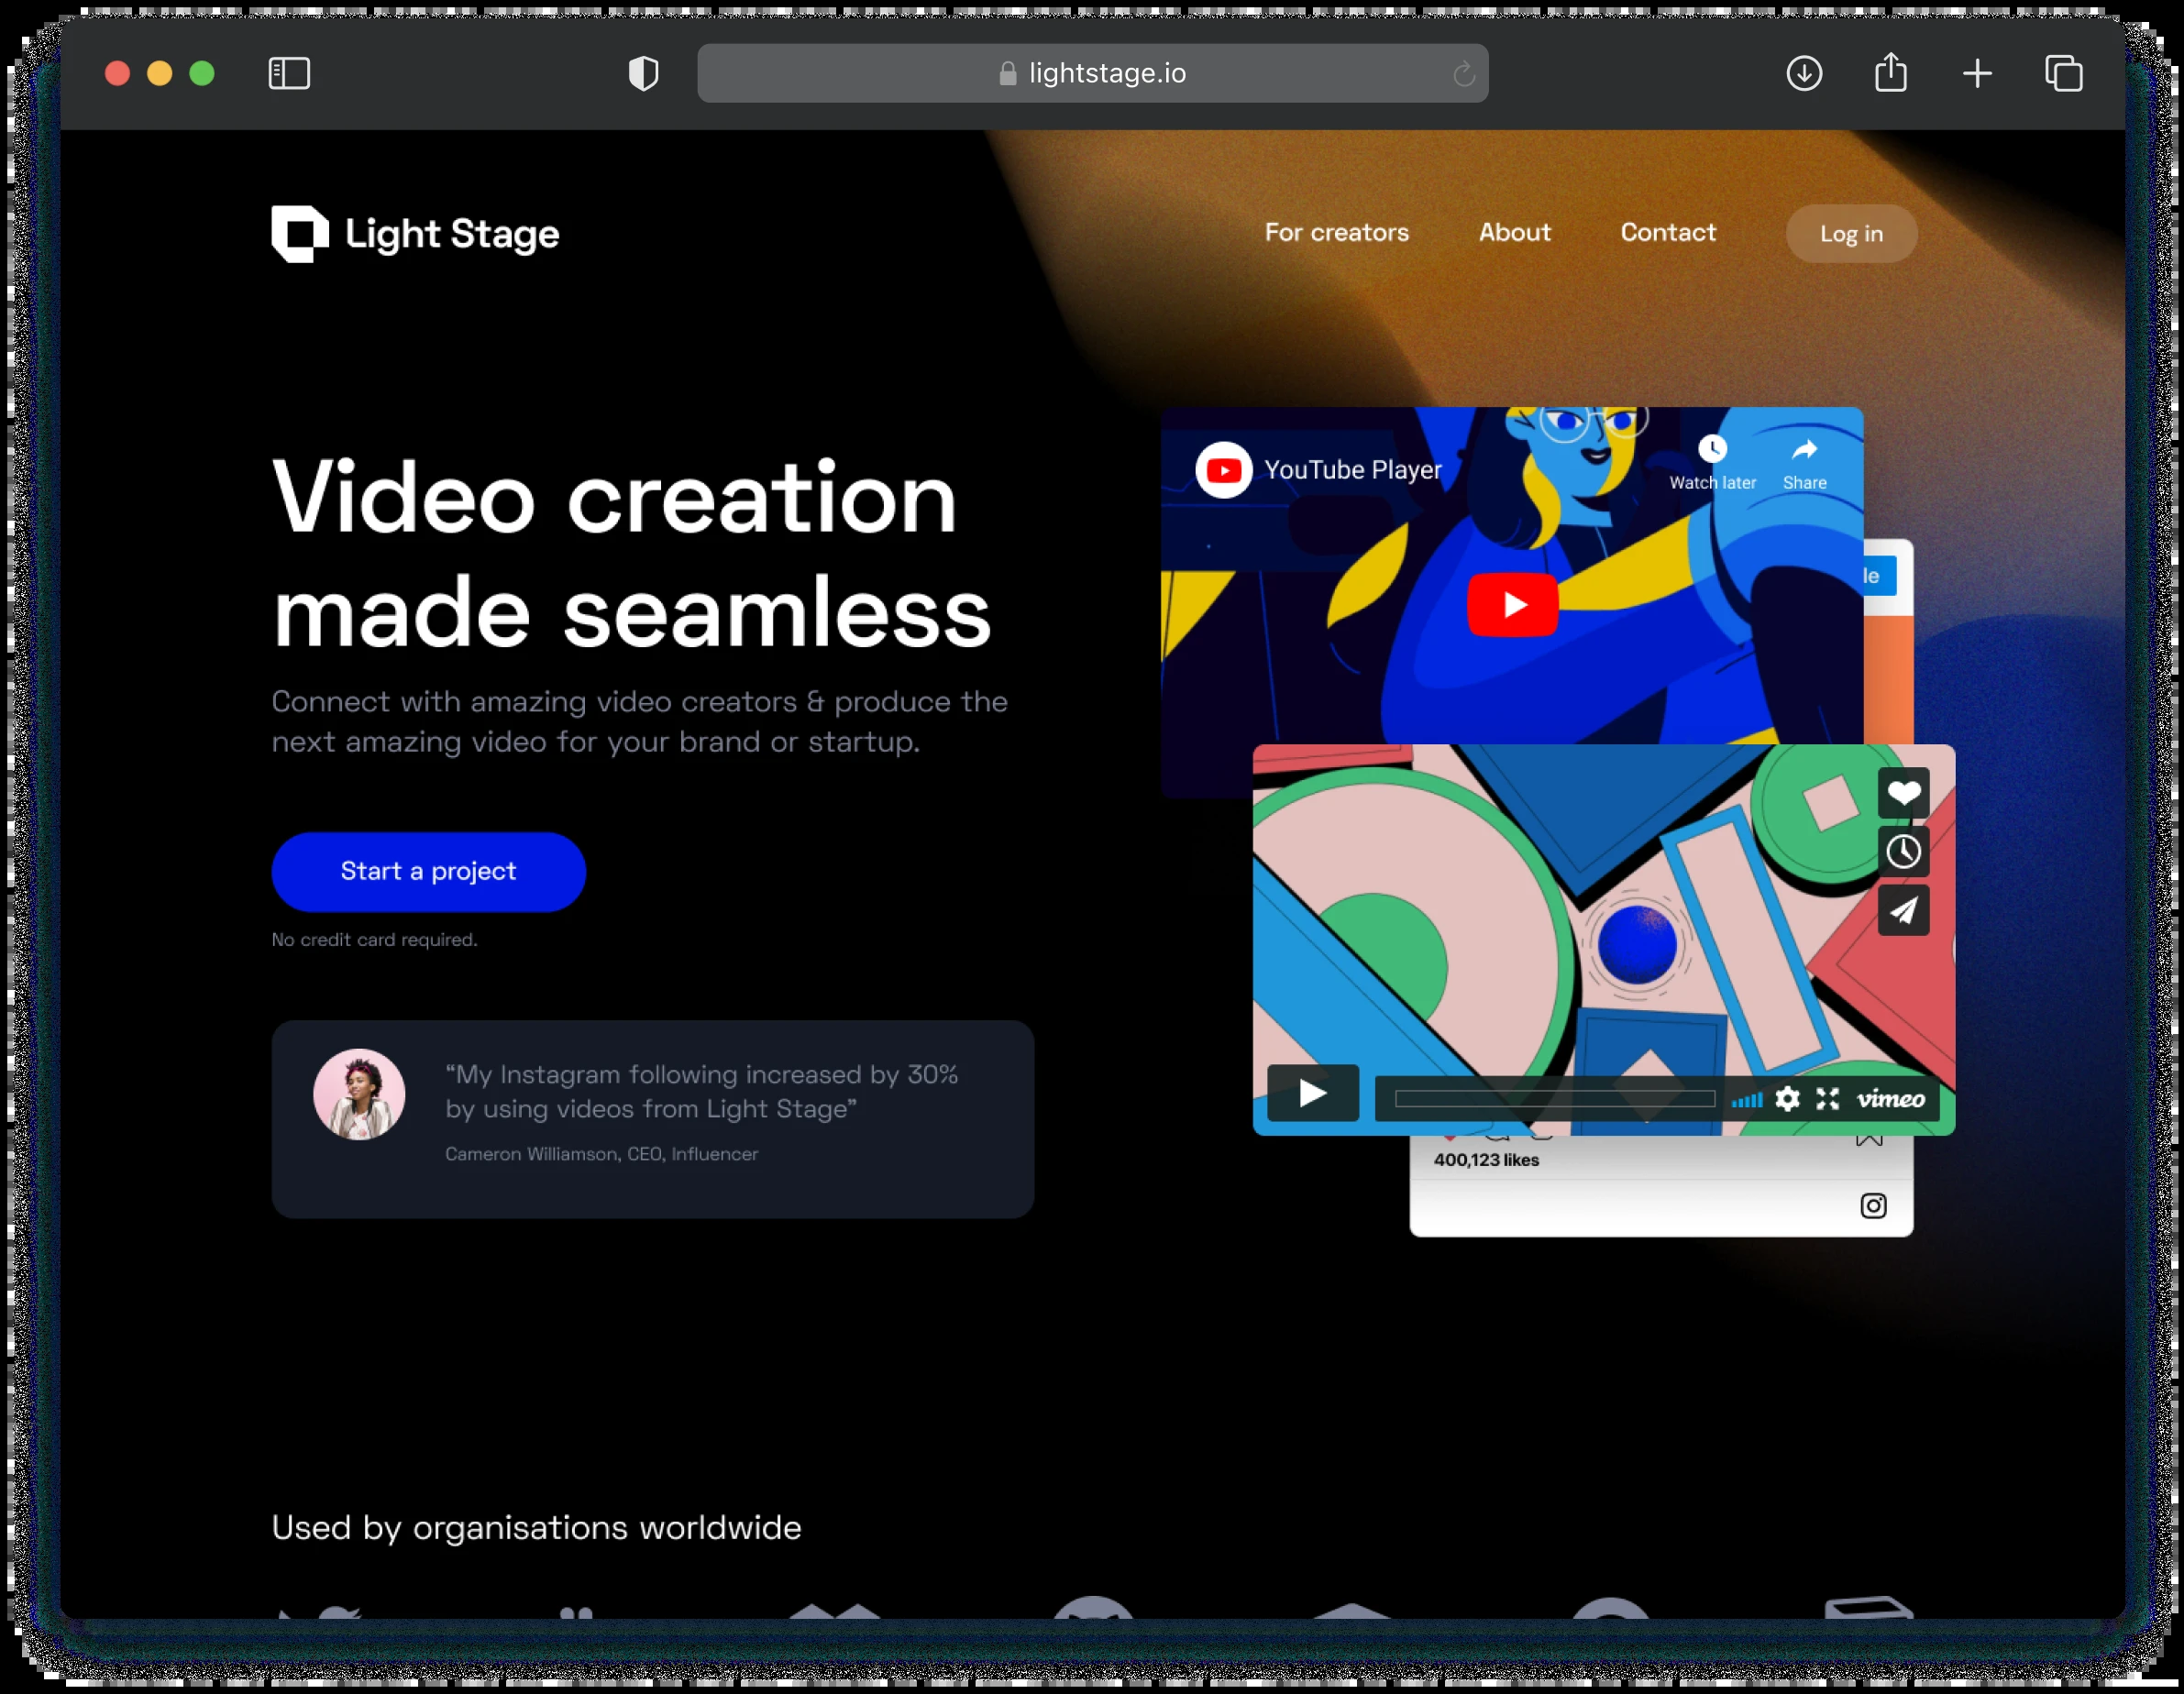 lightstage.io
Light Stage
For creators
About
Contact
Log in
Video creation
made seamless
Connect with amazing video creators & produce the
next amazing video for your brand or startup.
Start a project
No credit card required.
“My Instagram following increased by 30%
by using videos from Light Stage”
Cameron Williamson, CEO, Influencer
YouTube Player
Watch later
Share
le
vimeo
400,123 likes
Used by organisations worldwide